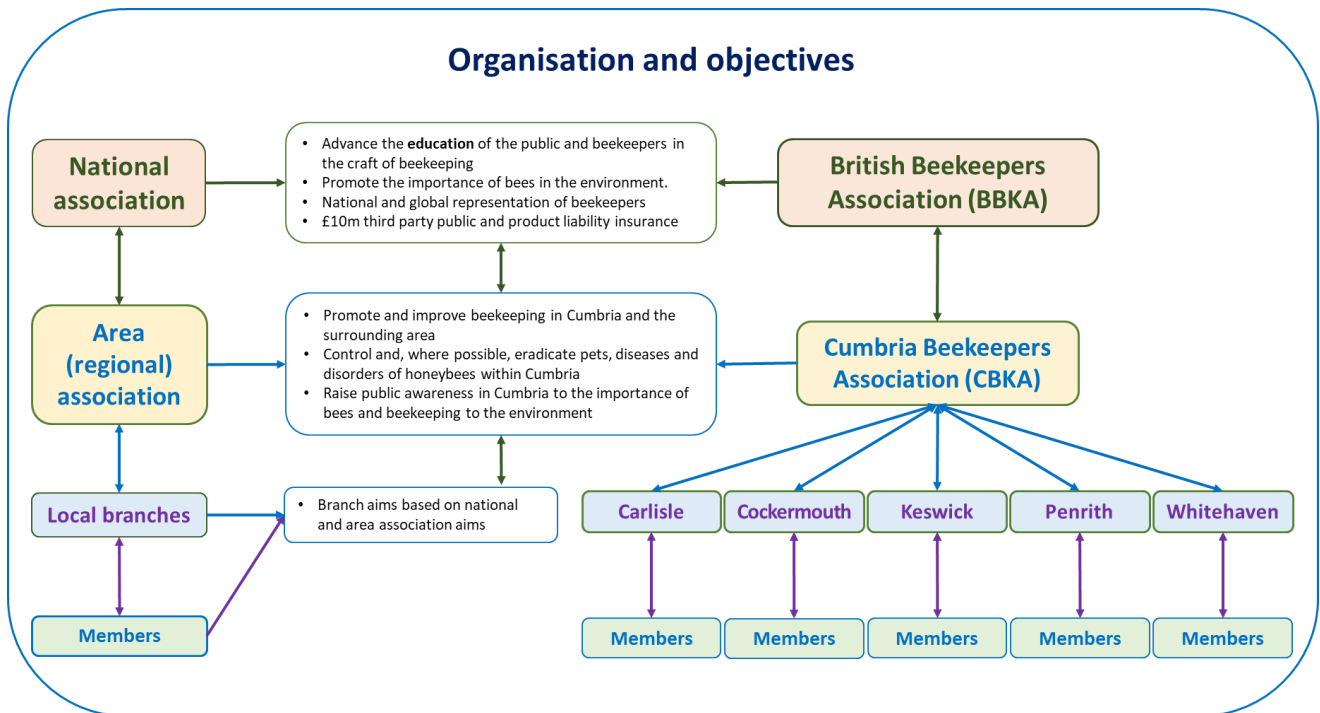 Organisation and objectives
National
association
• Advance the education of the public and beekeepers in
the craft of beekeeping
• Promote the importance of bees in the environment.
• National and global representation of beekeepers
• £10m third party public and product liability insurance
British Beekeepers
Association (BBKA)
Area
(regional)
association
• Promote and improve beekeeping in Cumbria and the
surrounding area
• Control and, where possible, eradicate pets, diseases and
disorders of honeybees within Cumbria
• Raise public awareness in Cumbria to the importance of
bees and beekeeping to the environment
Cumbria Beekeepers
Association (CBKA)
Local branches
• Branch aims based on national
and area association aims
Carlisle
Cockermouth
Keswick
Penrith
Whitehaven
Members
Members
Members
Members
Members
Members